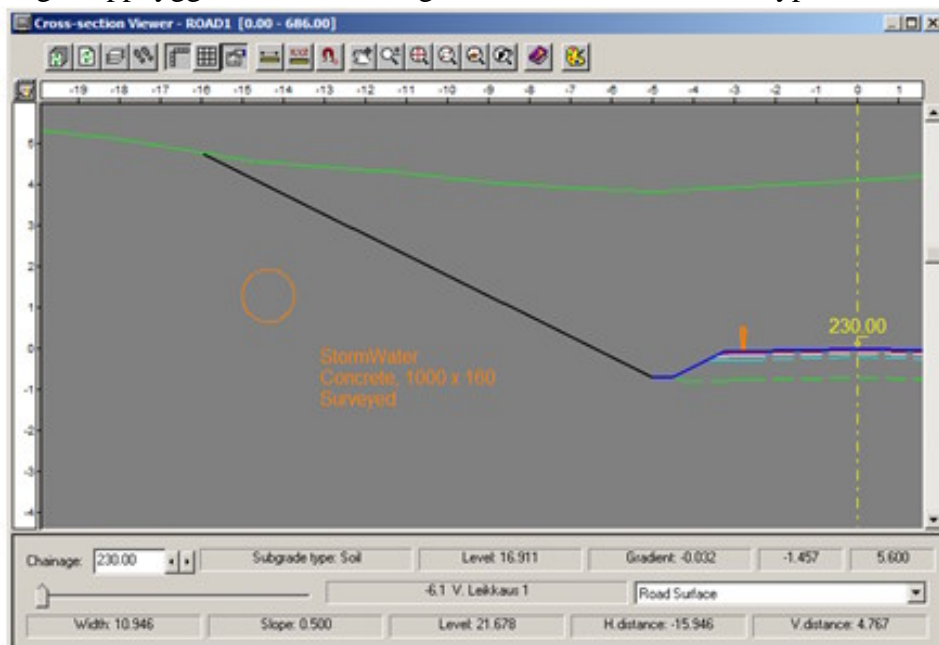 Cross-section Viewer - ROAD1 [0.00 - 686.00]
-19 -18 -17 -16 -15 -14 -13 -12 -11 -10 -9 -8 -7 -6 -5 -4 -3 -2 -1 0 1
5
4
3
2
1
0
-1
-2
-3
-4
230.00
StormWater
Concrete, 1000 x 160
Surveyed
Chainage: 230.00 Subgrade type: Soil Level: 16.911 Gradient: -0.032 -1.457 5.600
-6.1 V. Leikkaus 1 Road Surface
Width: 10.946 Slope: 0.500 Level: 21.678 H.distance: -15.946 V.distance: 4.767